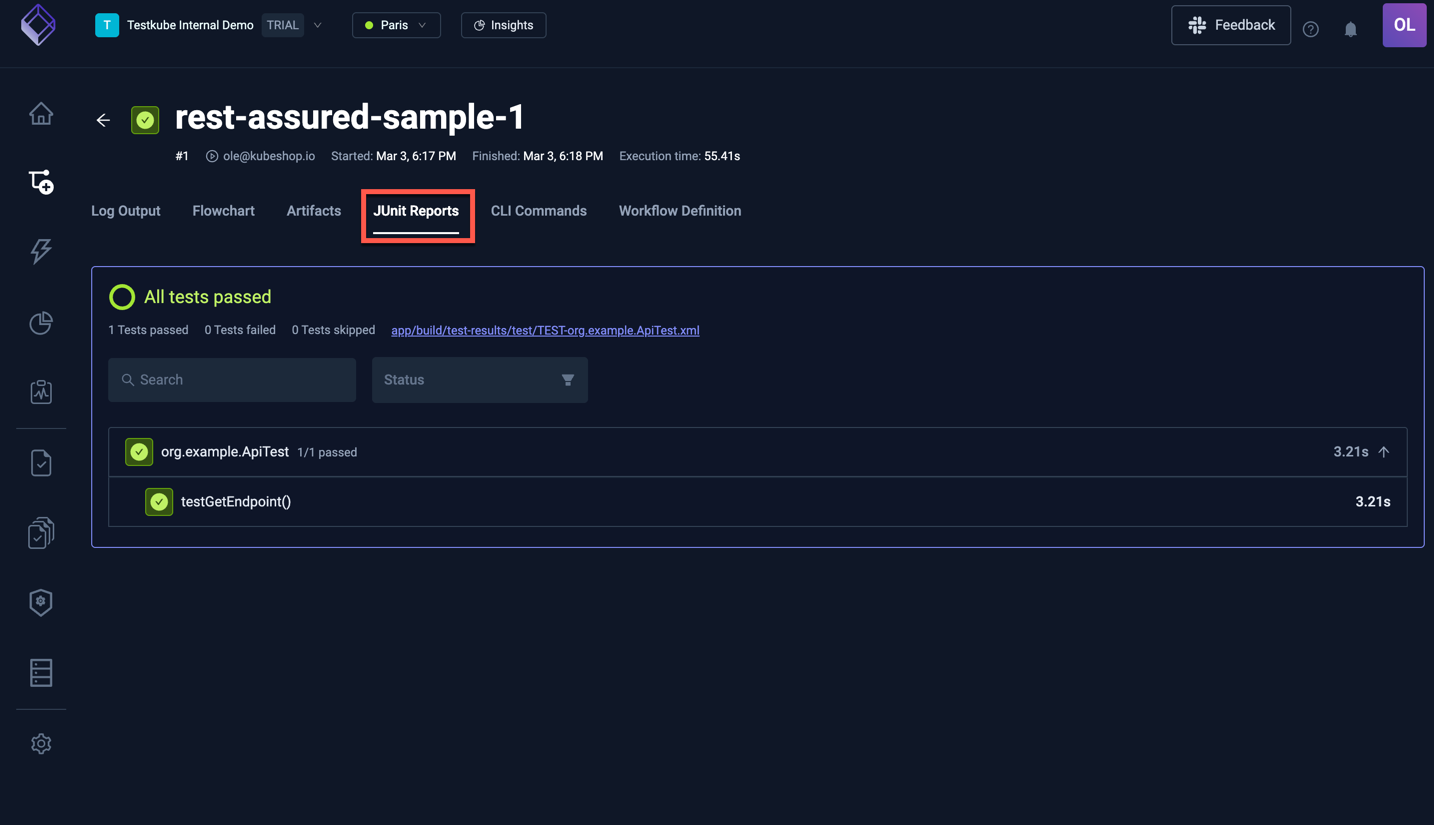 T Testkube Internal Demo TRIAL Paris Insights Feedback OL
rest-assured-sample-1
#1 ole@kubeshop.io Started: Mar 3, 6:17 PM Finished: Mar 3, 6:18 PM Execution time: 55.41s
Log Output Flowchart Artifacts JUnit Reports CLI Commands Workflow Definition
All tests passed
1 Tests passed 0 Tests failed 0 Tests skipped app/build/test-results/test/TEST-org.example.ApiTest.xml
Search Status
org.example.ApiTest 1/1 passed 3.21s
testGetEndpoint() 3.21s